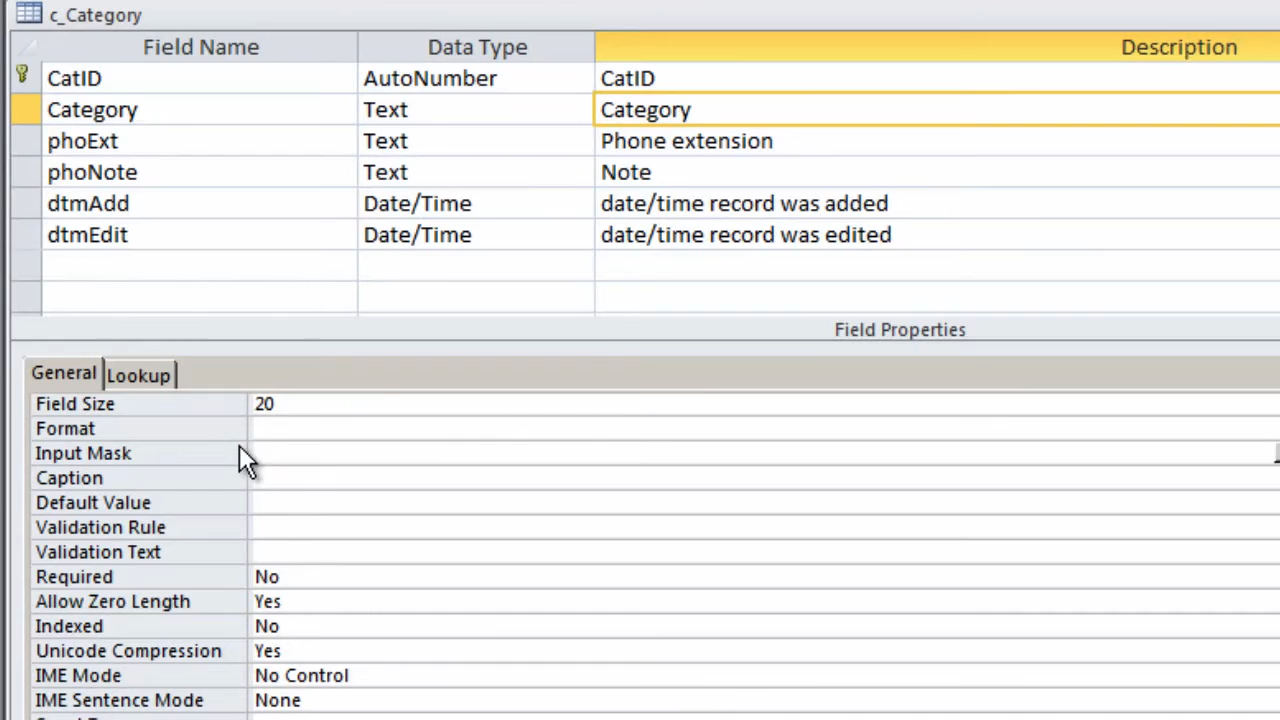 c_Category
Field Name Data Type Description
CatID AutoNumber CatID
Category Text Category
phoExt Text Phone extension
phoNote Text Note
dtmAdd Date/Time date/time record was added
dtmEdit Date/Time date/time record was edited
Field Properties
General Lookup
Field Size 20
Format
Input Mask
Caption
Default Value
Validation Rule
Validation Text
Required No
Allow Zero Length Yes
Indexed No
Unicode Compression Yes
IME Mode No Control
IME Sentence Mode None